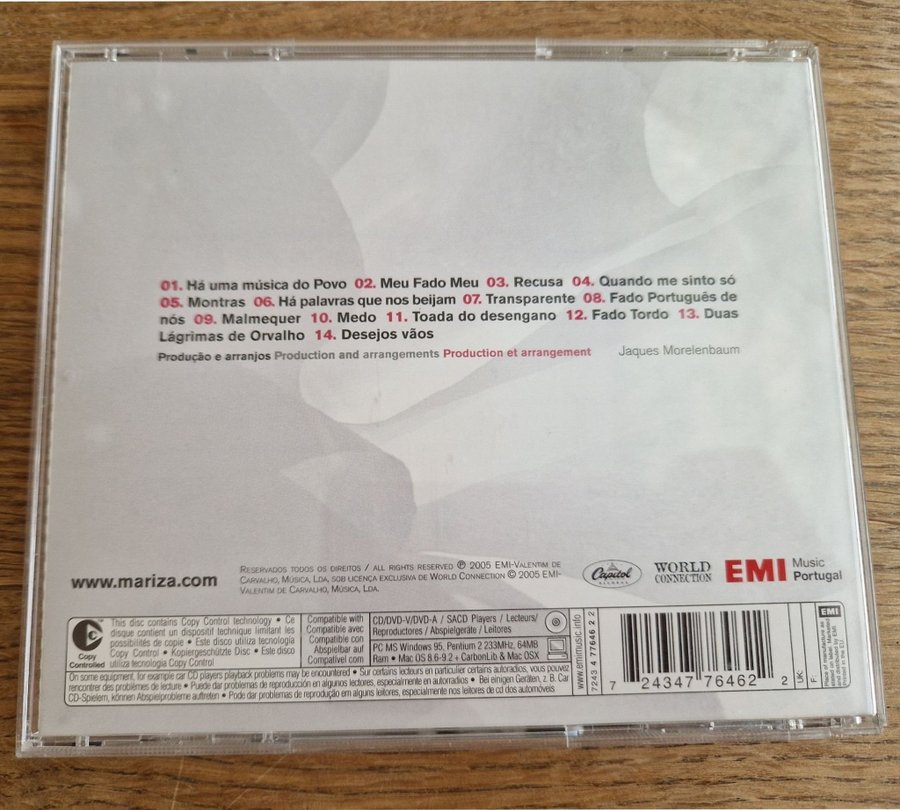 01. Há uma música do Povo 02. Meu Fado Meu 03. Recusa 04. Quando me sinto só
05. Montras 06. Há palavras que nos beijam 07. Transparente 08. Fado Português de
nós 09. Malmequer 10. Medo 11. Toada do desengano 12. Fado Tordo 13. Duas
Lágrimas de Orvalho 14. Desejos vãos
Produção e arranjos Production and arrangements Production et arrangement Jaques Morelenbaum
www.mariza.com
Reservados todos os direitos / all rights reserved ℗ 2005 EMI-Valentim de
Carvalho, Música, Lda, sob licença exclusiva de World Connection © 2005 EMI-
Valentim de Carvalho, Música, Lda.
Capitol
RECORDS
WORLD
CONNECTION
EMI Music
Portugal
Copy
Controlled
This disc contains Copy Control technology • Ce
disque contient un dispositif technique limitant les
possibilités de copie • Este disco utiliza tecnologia
Copy Control • Kopiergeschützte Disc • Este disco
utiliza tecnologia Copy Control
Compatible with
Compatible avec
Compatible con
Abspielbar auf
Compatível com
CD/DVD-V/DVD-A / SACD Players / Lecteurs/
Reproductores / Abspielgeräte / Leitores
PC MS Windows 95, Pentium 2 233MHz, 64MB
Ram • Mac OS 8.6-9.2 + CarbonLib & Mac OSX
On some equipment, for example car CD players playback problems may be encountered • Sur certains lecteurs en particulier certains autoradios, vous pouvez
rencontrer des problèmes de lecture • Puede dar problemas de reproducción en algunos lectores, especialmente en autoradios • Bei einigen Geräten, z. B. Car
CD-Spielern, können Abspielprobleme auftreten • Pode dar problemas de reprodução em alguns leitores, especialmente nos leitores de cd dos automóveis
www.emimusic.info
7243 4 77646 2 2
7 24347 76462 2
UK:
F:
EMI